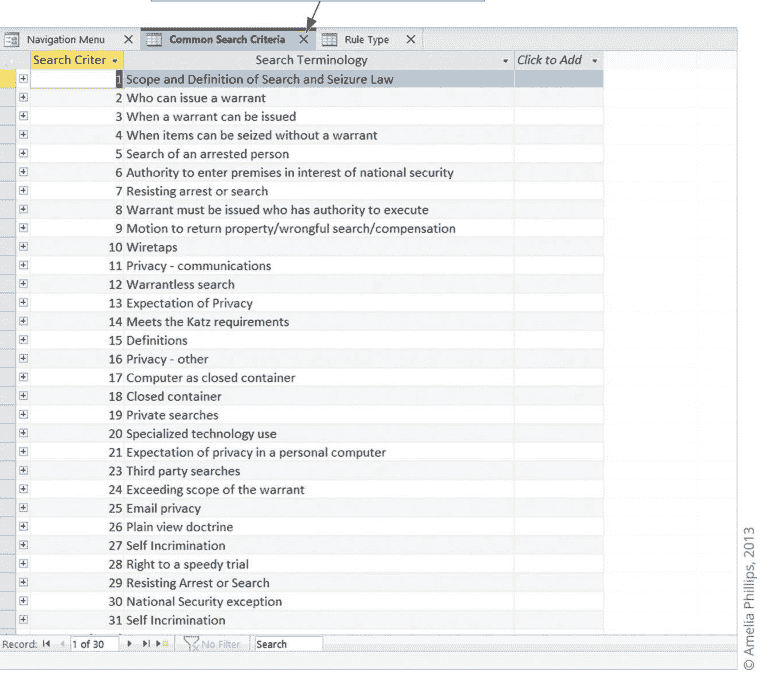 Navigation Menu Common Search Criteria Rule Type
Search Criter Search Terminology Click to Add
1 Scope and Definition of Search and Seizure Law
2 Who can issue a warrant
3 When a warrant can be issued
4 When items can be seized without a warrant
5 Search of an arrested person
6 Authority to enter premises in interest of national security
7 Resisting arrest or search
8 Warrant must be issued who has authority to execute
9 Motion to return property/wrongful search/compensation
10 Wiretaps
11 Privacy - communications
12 Warrantless search
13 Expectation of Privacy
14 Meets the Katz requirements
15 Definitions
16 Privacy - other
17 Computer as closed container
18 Closed container
19 Private searches
20 Specialized technology use
21 Expectation of privacy in a personal computer
23 Third party searches
24 Exceeding scope of the warrant
25 Email privacy
26 Plain view doctrine
27 Self Incrimination
28 Right to a speedy trial
29 Resisting Arrest or Search
30 National Security exception
31 Self Incrimination
Record: 1 of 30 No Filter Search
© Amelia Phillips, 2013